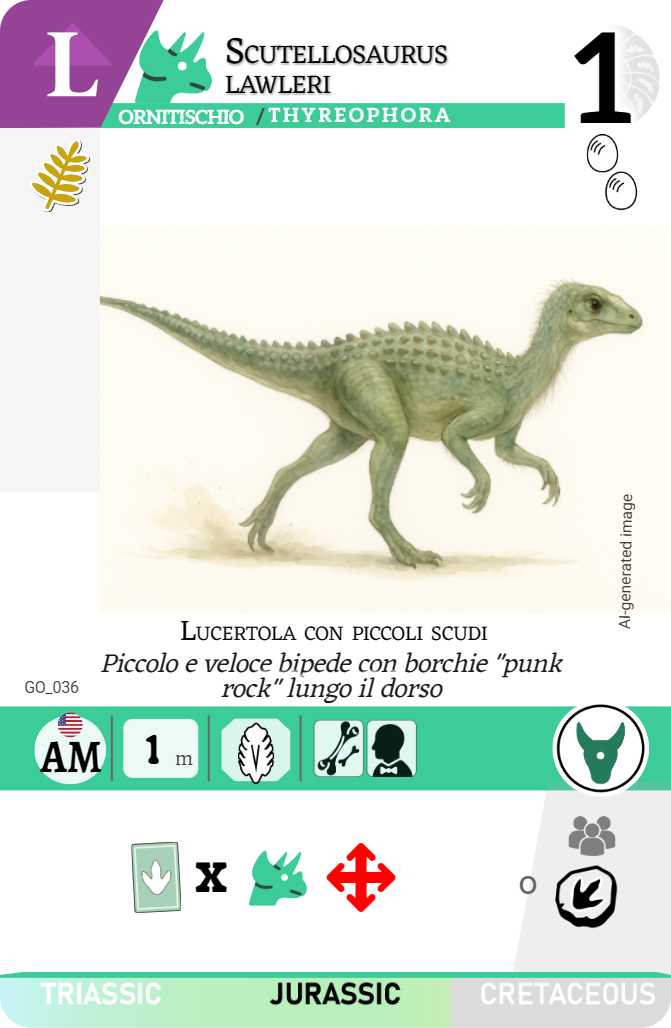 L
SCUTELLOSAURUS
LAWLERI
1
ORNITISCHIO / THYREOPHORA
AI-generated image
LUCERTOLA CON PICCOLI SCUDI
Piccolo e veloce bipede con borchie "punk
rock" lungo il dorso
GO_036
AM
1 m
X
O
TRIASSIC JURASSIC CRETACEOUS